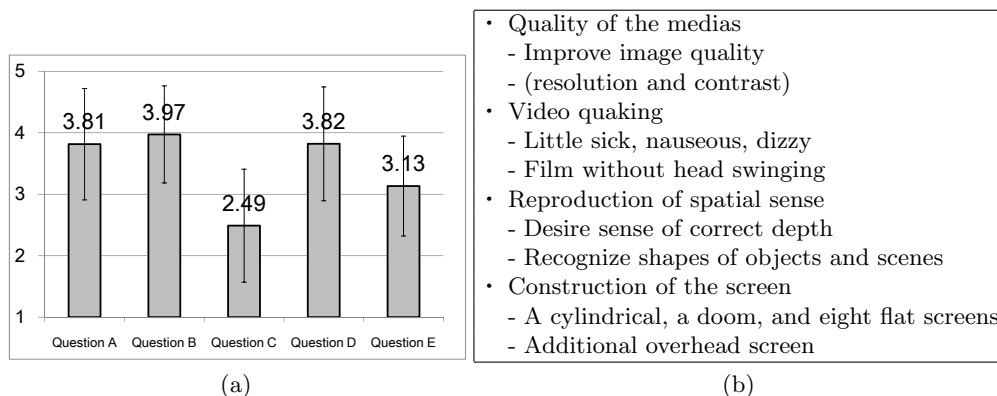 5
4
3
2
1
3.81
3.97
2.49
3.82
3.13
Question A Question B Question C Question D Question E
(a)
・ Quality of the medias
- Improve image quality
- (resolution and contrast)
・ Video quaking
- Little sick, nauseous, dizzy
- Film without head swinging
・ Reproduction of spatial sense
- Desire sense of correct depth
- Recognize shapes of objects and scenes
・ Construction of the screen
- A cylindrical, a doom, and eight flat screens
- Additional overhead screen
(b)